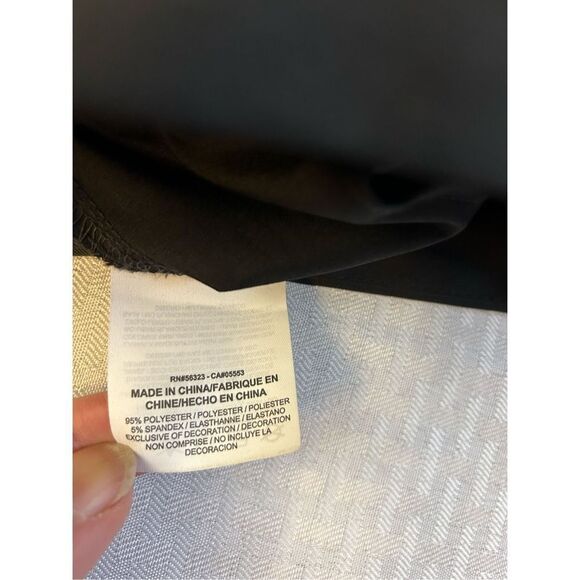 RN#56323 - CA#05553
MADE IN CHINA/FABRIQUE EN
CHINE/HECHO EN CHINA
95% POLYESTER / POLYESTER / POLIESTER
5% SPANDEX / ELASTHANNE / ELASTANO
EXCLUSIVE OF DECORATION / DECORATION
NON COMPRISE / NO INCLUYE LA
DECORACION